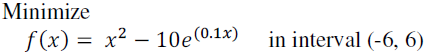 Minimize
f(x) = x² − 10e^(0.1x) in interval (-6, 6)